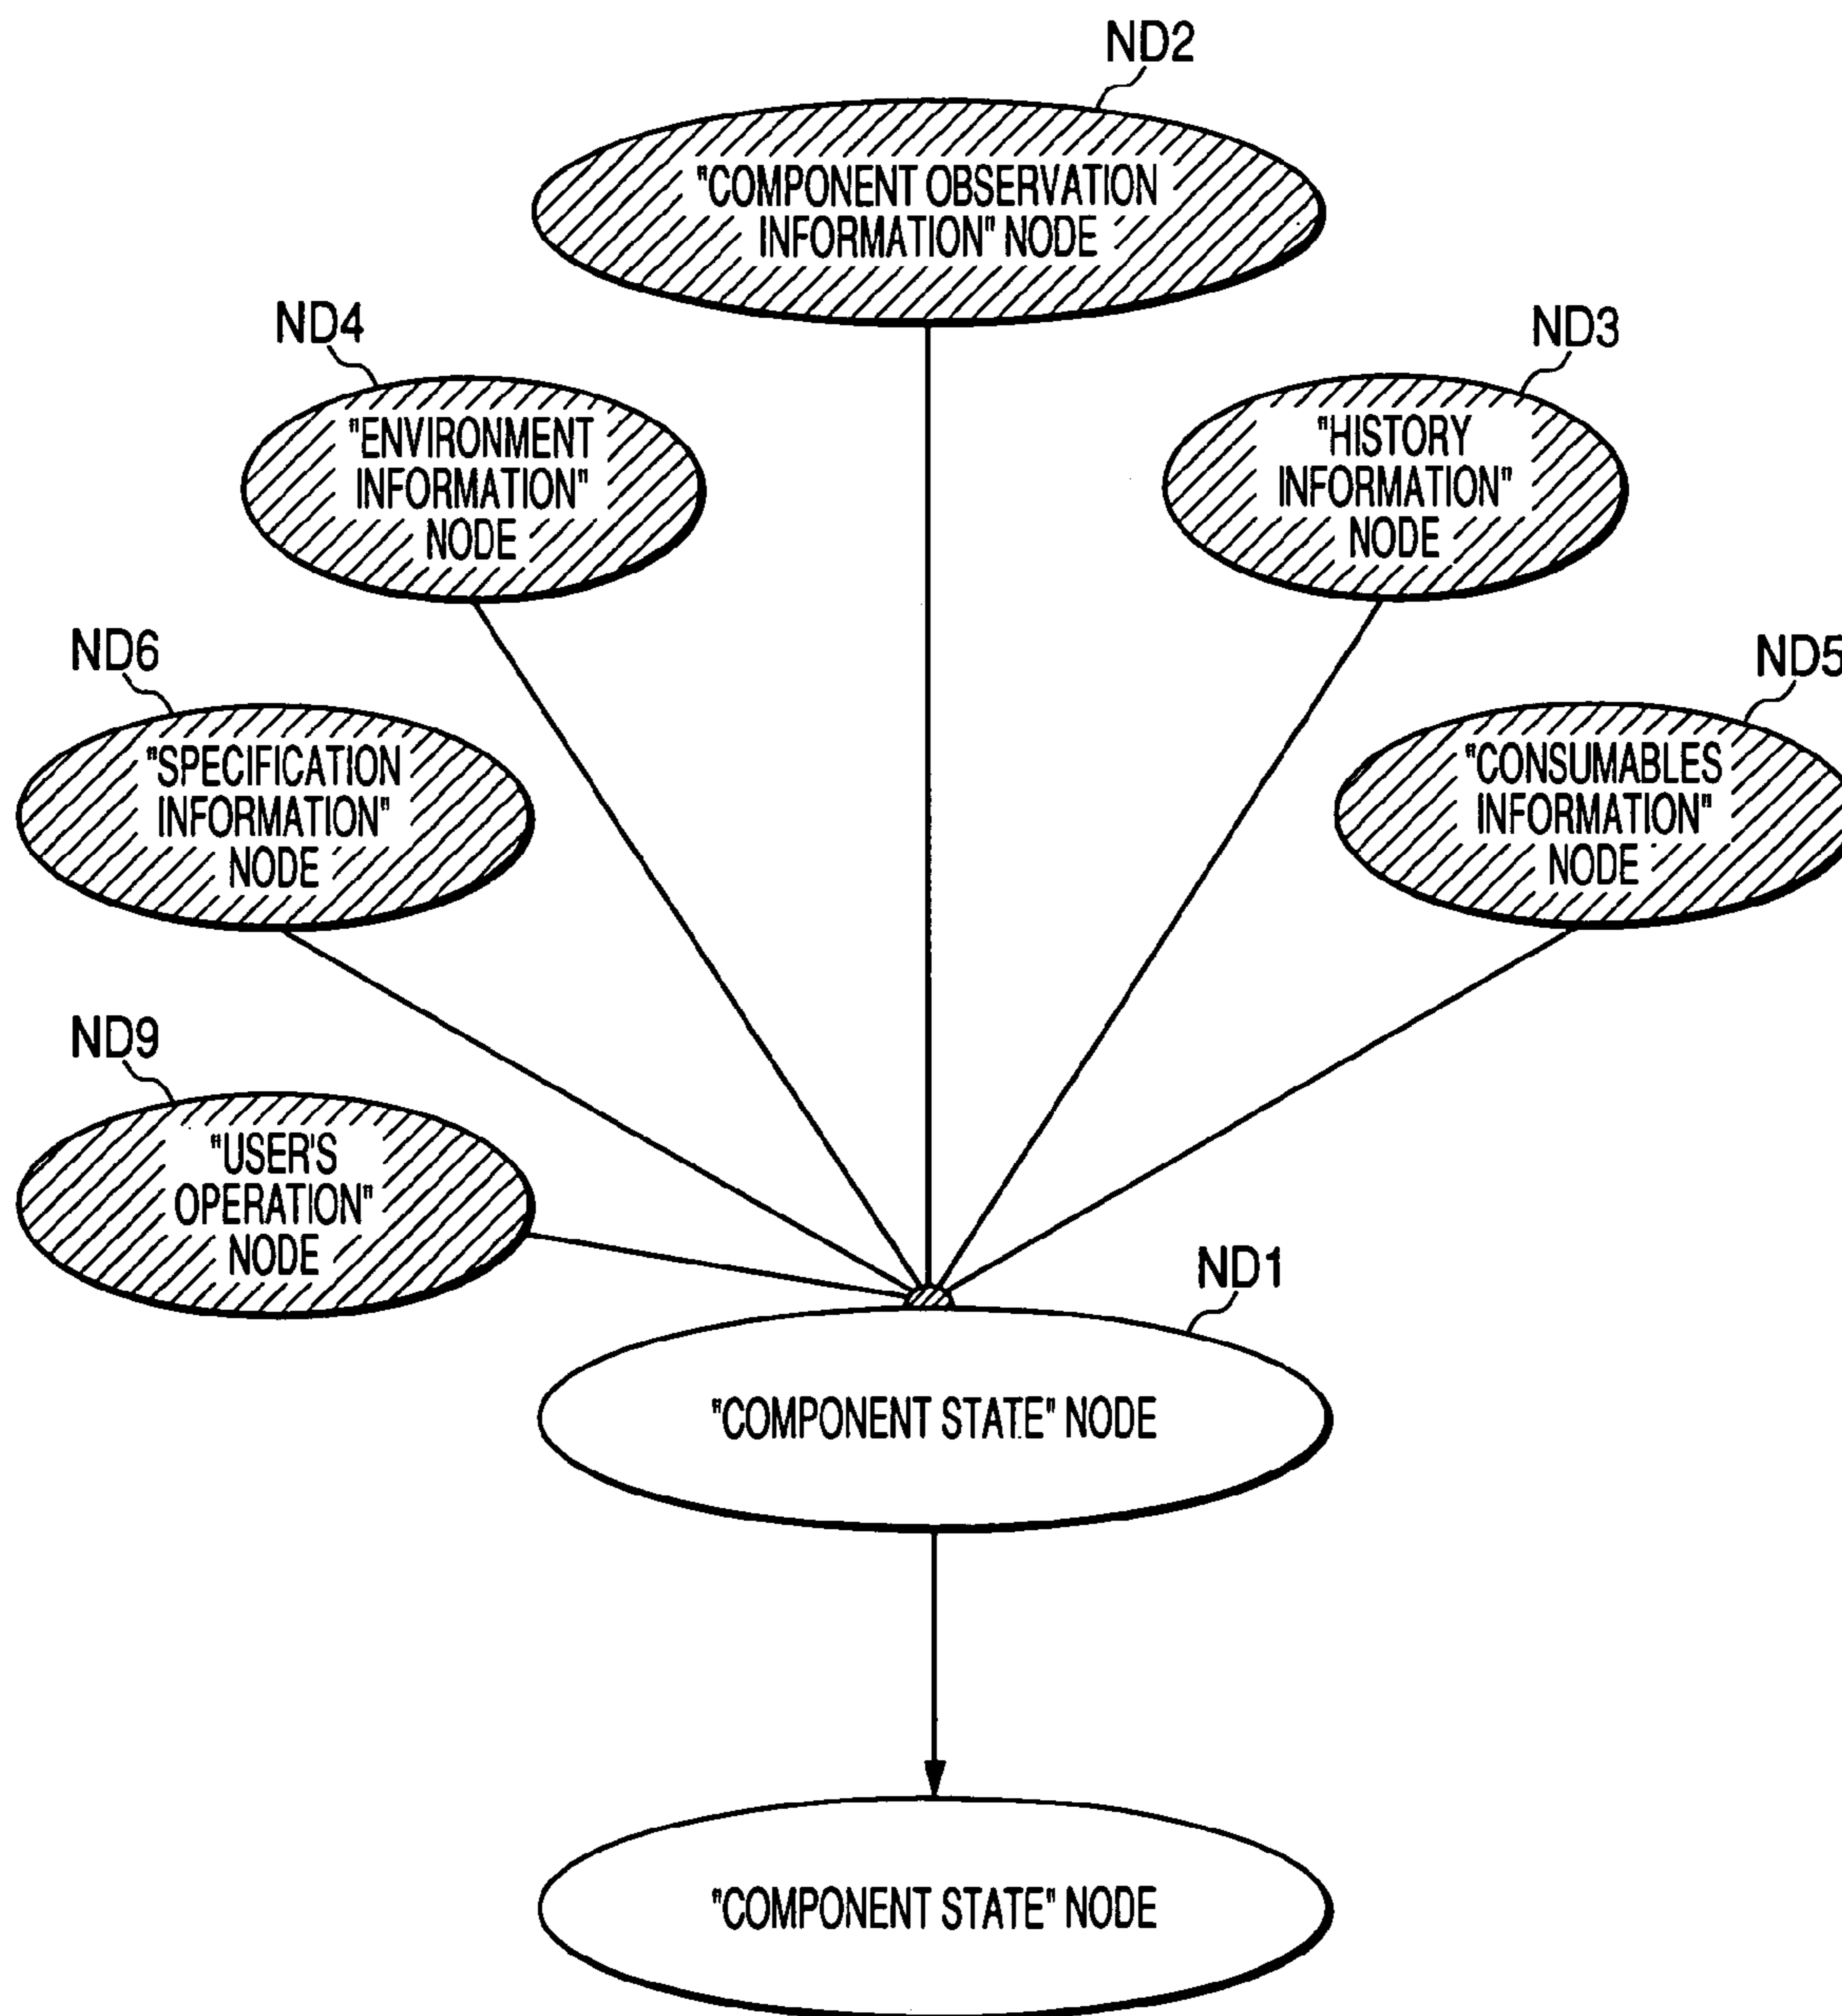 ND2
"COMPONENT OBSERVATION
INFORMATION" NODE
ND4
"ENVIRONMENT
INFORMATION"
NODE
ND3
"HISTORY
INFORMATION"
NODE
ND6
"SPECIFICATION
INFORMATION"
NODE
ND5
"CONSUMABLES
INFORMATION"
NODE
ND9
"USER'S
OPERATION"
NODE
ND1
"COMPONENT STATE" NODE
"COMPONENT STATE" NODE